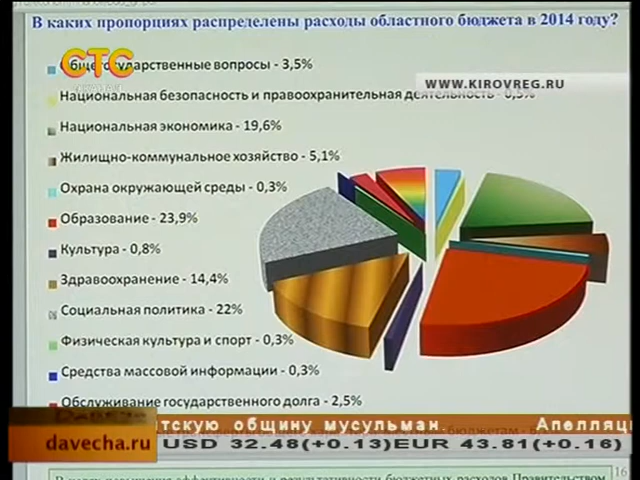 В каких пропорциях распределены расходы областного бюджета в 2014 году?
Общегосударственные вопросы - 3,5%
СТС
WWW.KIROVREG.RU
Национальная безопасность и правоохранительная деятельность - 0,5%
Национальная экономика - 19,6%
Жилищно-коммунальное хозяйство - 5,1%
Охрана окружающей среды - 0,3%
Образование - 23,9%
Культура - 0,8%
Здравоохранение - 14,4%
Социальная политика - 22%
Физическая культура и спорт - 0,3%
Средства массовой информации - 0,3%
Обслуживание государственного долга - 2,5%
тскую общину мусульман. Апелляц
davecha.ru USD 32.48(+0.13) EUR 43.81(+0.16)
16